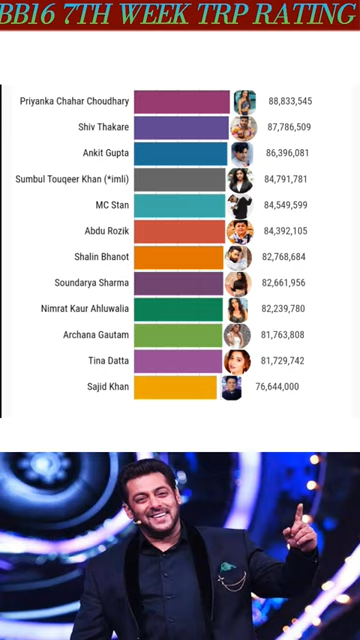 BB16 7TH WEEK TRP RATING
Priyanka Chahar Choudhary 88,833,545
Shiv Thakare 87,786,509
Ankit Gupta 86,396,081
Sumbul Touqeer Khan (*imli) 84,791,781
MC Stan 84,549,599
Abdu Rozik 84,392,105
Shalin Bhanot 82,768,684
Soundarya Sharma 82,661,956
Nimrat Kaur Ahluwalia 82,239,780
Archana Gautam 81,763,808
Tina Datta 81,729,742
Sajid Khan 76,644,000